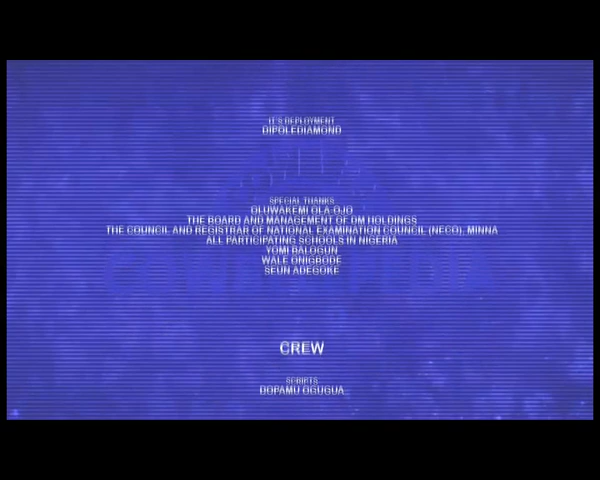 IT'S DEPLOYMENT
DIPOLEDIAMOND
SPECIAL THANKS
OLUWAKEMI OLA-OJO
THE BOARD AND MANAGEMENT OF DM HOLDINGS
THE COUNCIL AND REGISTRAR OF NATIONAL EXAMINATION COUNCIL (NECO), MINNA
ALL PARTICIPATING SCHOOLS IN NIGERIA
YOMI BALOGUN
WALE ONIGBODE
SEUN ADEGOKE
CREW
SCRIPTS
DOPAMU OGUGUA